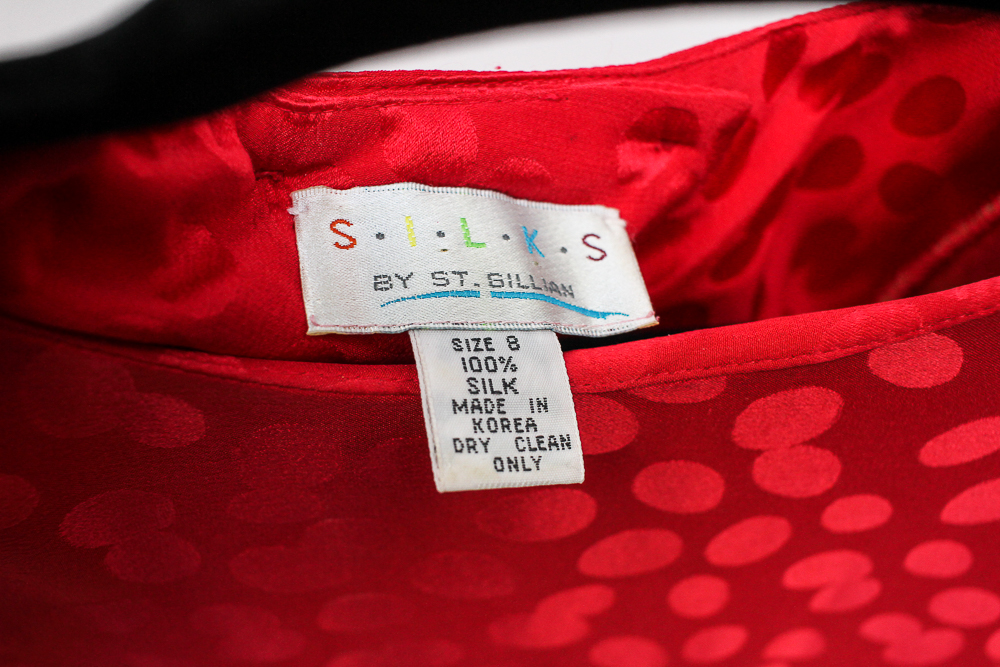 S·I·L·K·S
BY ST. GILLIAN
SIZE 8
100%
SILK
MADE IN
KOREA
DRY CLEAN
ONLY